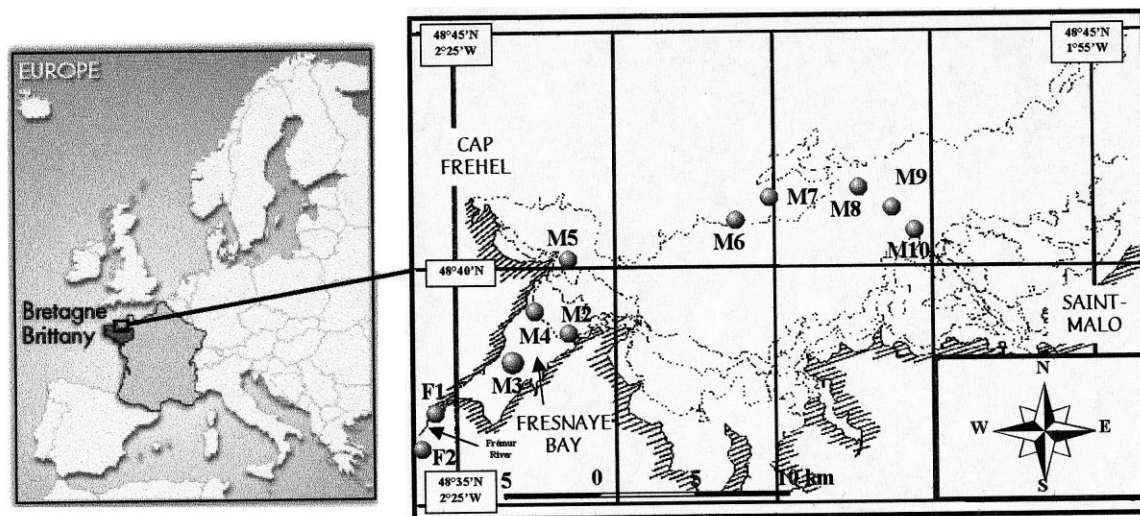 EUROPE
Bretagne
Brittany
48°45'N
2°25'W
48°45'N
1°55'W
CAP
FREHEL
M9
M7
M8
M6
M10
M5
48°40'N
SAINT-
MALO
M2
M4
M3
F1
FRESNAYE
BAY
Frémur
River
F2
48°35'N
2°25'W
5 0 5 10 km
N
W E
S